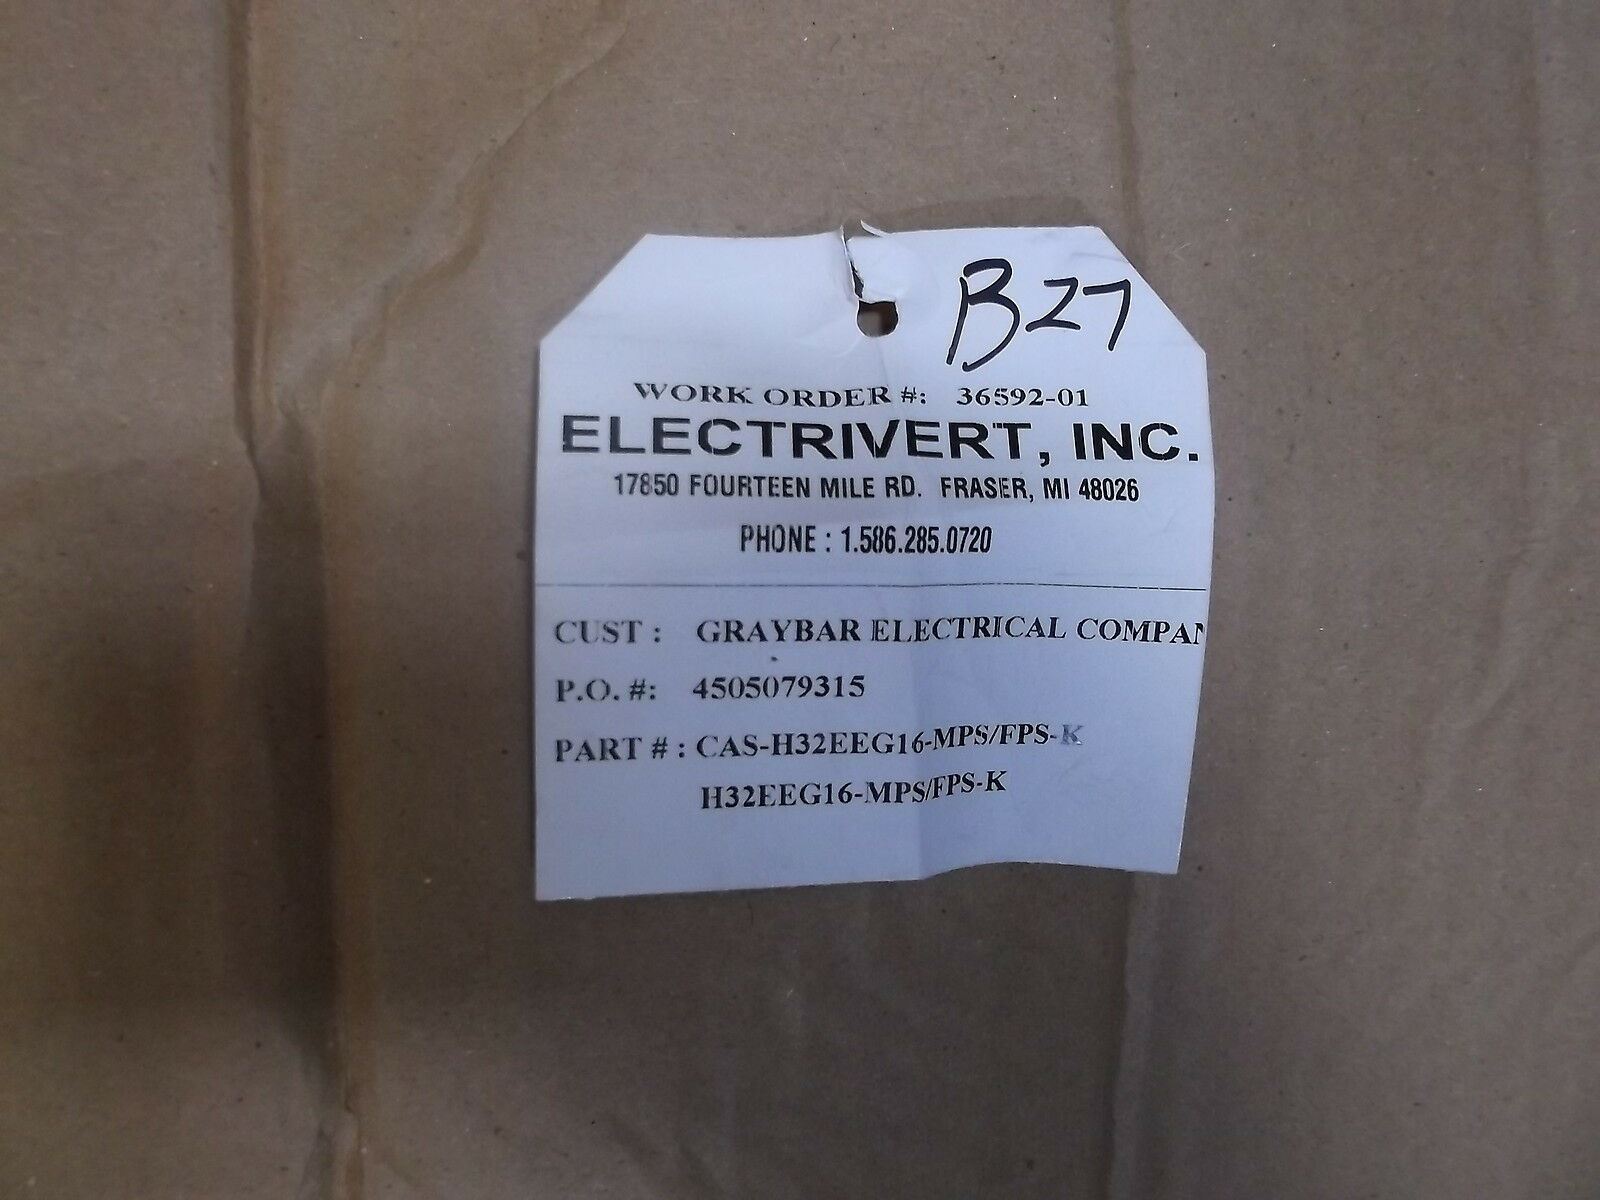 B27
WORK ORDER #: 36592-01
ELECTRIVERT, INC.
17850 FOURTEEN MILE RD. FRASER, MI 48026
PHONE : 1.586.285.0720
CUST : GRAYBAR ELECTRICAL COMPAN
P.O. #: 4505079315
PART # : CAS-H32EEG16-MPS/FPS-K
H32EEG16-MPS/FPS-K